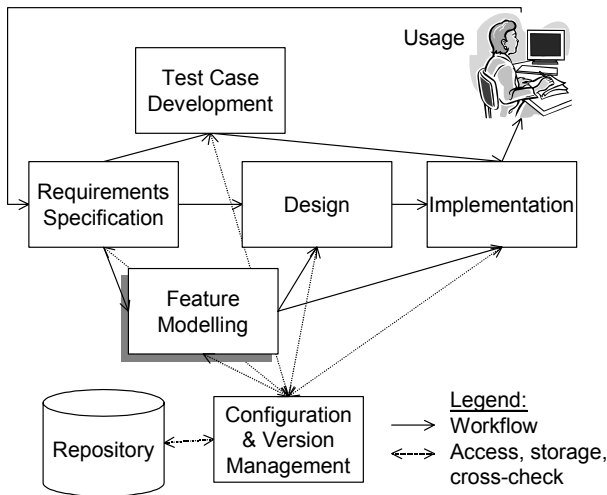 Usage
Test Case
Development
Requirements
Specification
Design
Implementation
Feature
Modelling
Repository
Configuration
& Version
Management
Legend:
Workflow
Access, storage,
cross-check